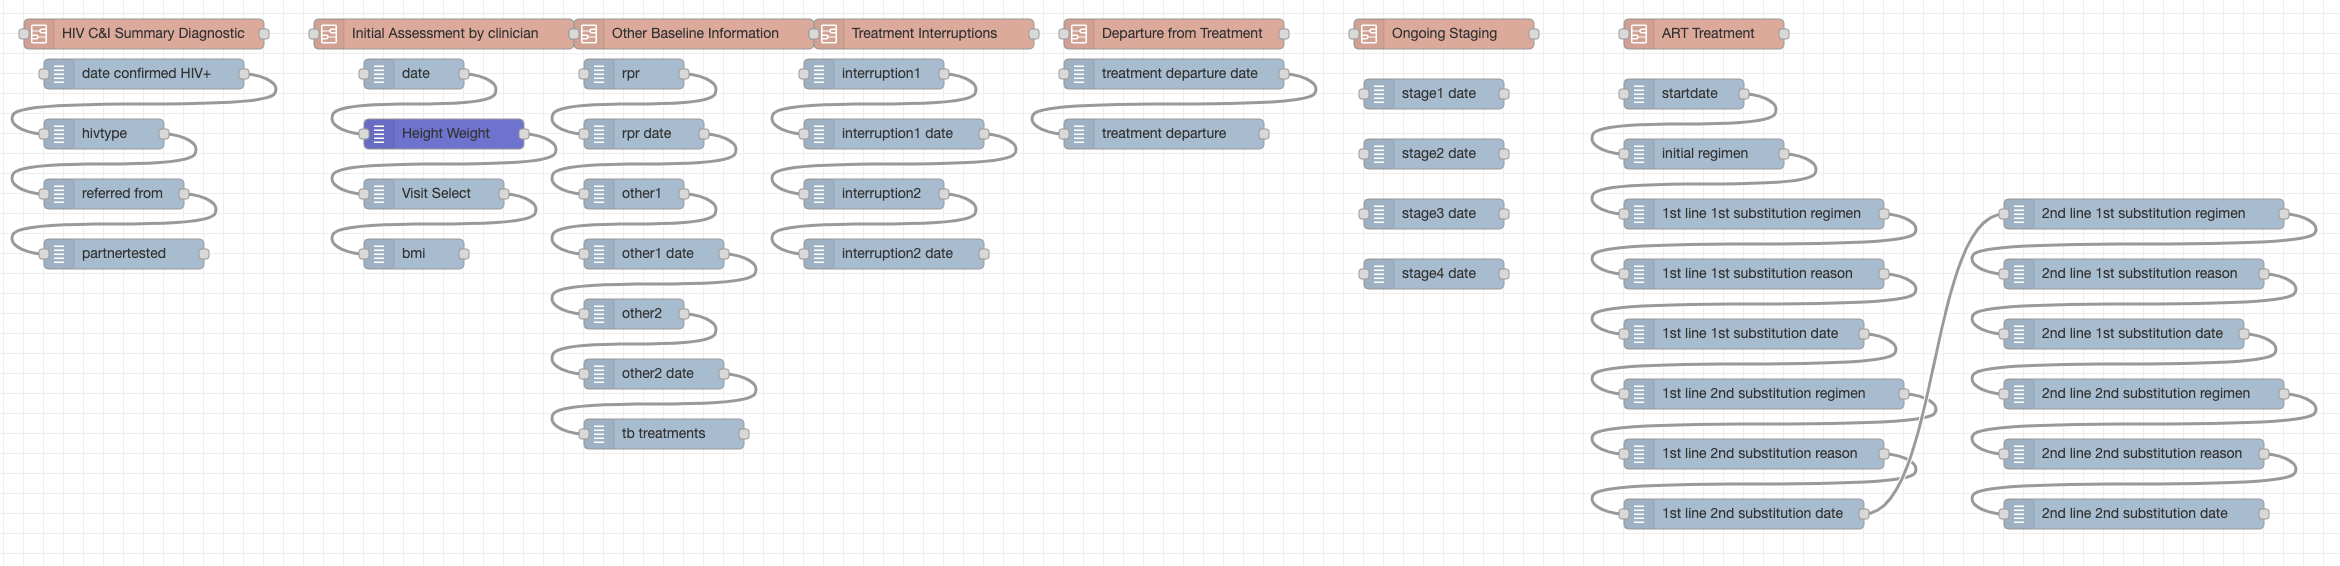 HIV C&I Summary Diagnostic
date confirmed HIV+
hivtype
referred from
partnertested
Initial Assessment by clinician
date
Height Weight
Visit Select
bmi
Other Baseline Information
rpr
rpr date
other1
other1 date
other2
other2 date
tb treatments
Treatment Interruptions
interruption1
interruption1 date
interruption2
interruption2 date
Departure from Treatment
treatment departure date
treatment departure
Ongoing Staging
stage1 date
stage2 date
stage3 date
stage4 date
ART Treatment
startdate
initial regimen
1st line 1st substitution regimen
1st line 1st substitution reason
1st line 1st substitution date
1st line 2nd substitution regimen
1st line 2nd substitution reason
1st line 2nd substitution date
2nd line 1st substitution regimen
2nd line 1st substitution reason
2nd line 1st substitution date
2nd line 2nd substitution regimen
2nd line 2nd substitution reason
2nd line 2nd substitution date